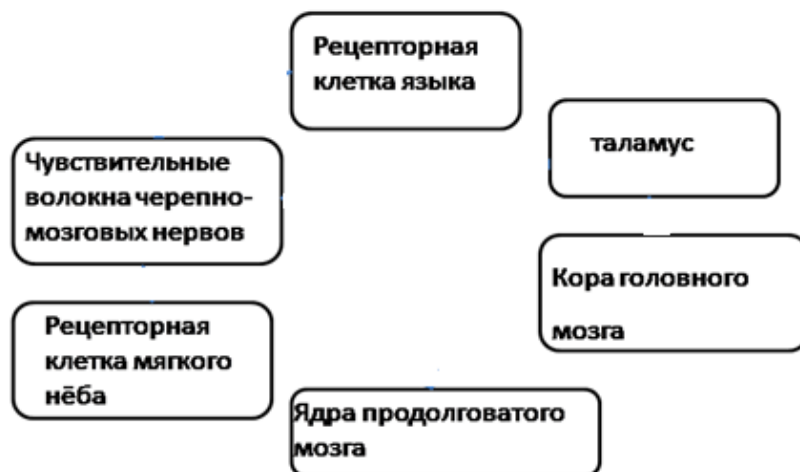 Рецепторная
клетка языка
таламус
Чувствительные
волокна черепно-
мозговых нервов
Кора головного
мозга
Рецепторная
клетка мягкого
нёба
Ядра продолговатого
мозга